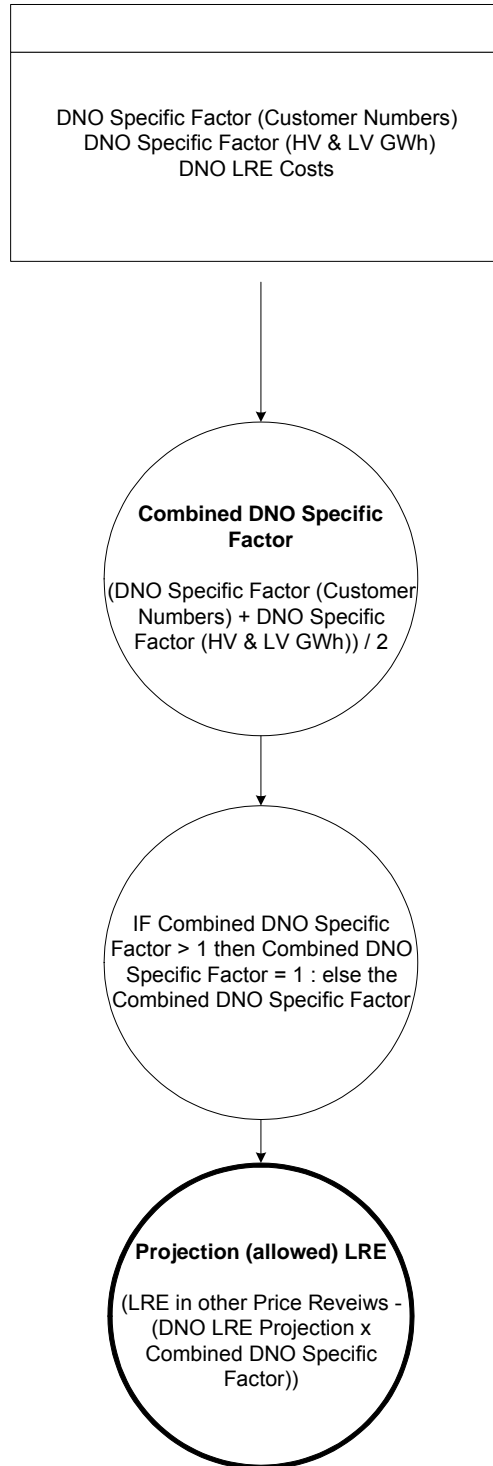 DNO Specific Factor (Customer Numbers)
DNO Specific Factor (HV & LV GWh)
DNO LRE Costs
Combined DNO Specific
Factor
(DNO Specific Factor (Customer
Numbers) + DNO Specific
Factor (HV & LV GWh)) / 2
IF Combined DNO Specific
Factor > 1 then Combined DNO
Specific Factor = 1 : else the
Combined DNO Specific Factor
Projection (allowed) LRE
(LRE in other Price Reveiws -
(DNO LRE Projection x
Combined DNO Specific
Factor))